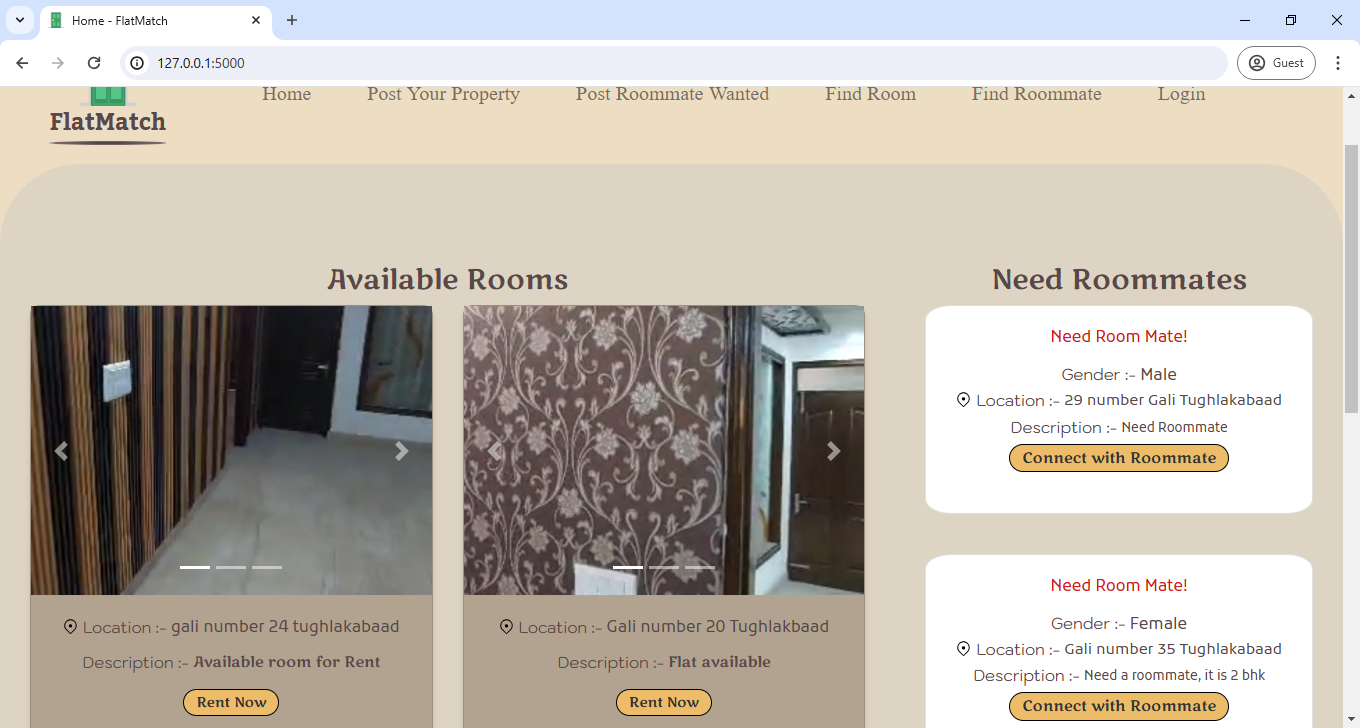 Home - FlatMatch
127.0.0.1:5000
Guest
Home Post Your Property Post Roommate Wanted Find Room Find Roommate Login
FlatMatch
Available Rooms
Location :- gali number 24 tughlakabaad
Description :- Available room for Rent
Rent Now
Location :- Gali number 20 Tughlakbaad
Description :- Flat available
Rent Now
Need Roommates
Need Room Mate!
Gender :- Male
Location :- 29 number Gali Tughlakabaad
Description :- Need Roommate
Connect with Roommate
Need Room Mate!
Gender :- Female
Location :- Gali number 35 Tughlakabaad
Description :- Need a roommate, it is 2 bhk
Connect with Roommate